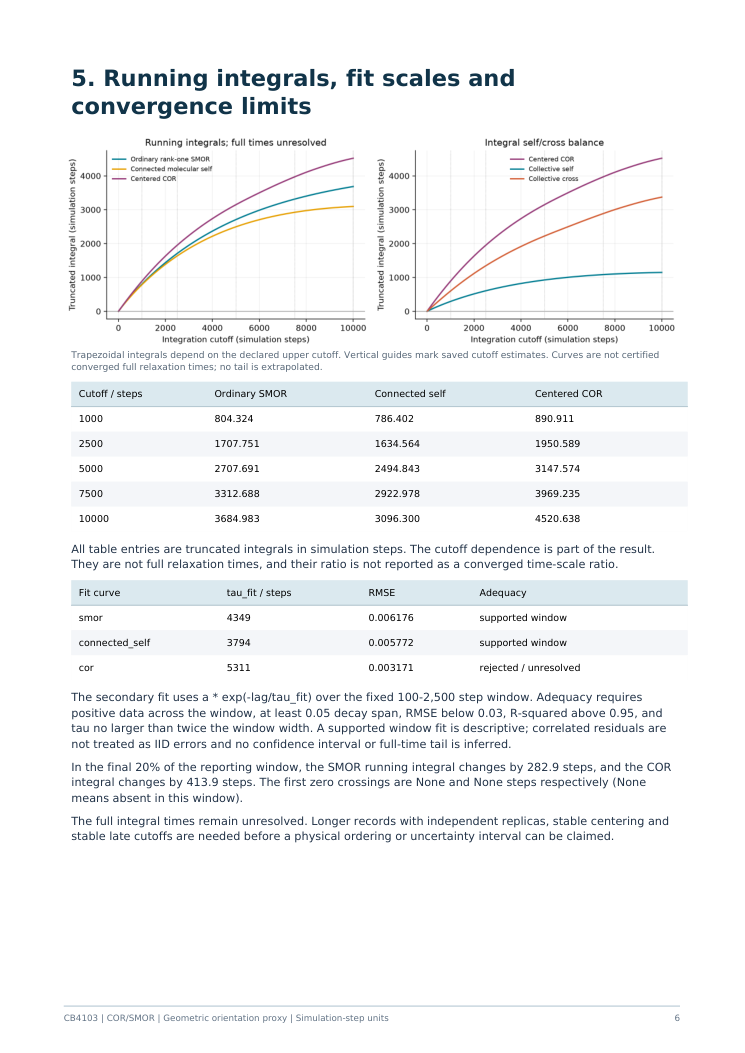 5. Running integrals, fit scales and
convergence limits
Running integrals; full times unresolved
Ordinary rank-one SMOR
Connected molecular self
Centered COR
Truncated integral (simulation steps)
4000
3000
2000
1000
0
0 2000 4000 6000 8000 10000
Integration cutoff (simulation steps)
Integral self/cross balance
Centered COR
Collective self
Collective cross
Truncated integral (simulation steps)
4000
3000
2000
1000
0
0 2000 4000 6000 8000 10000
Integration cutoff (simulation steps)
Trapezoidal integrals depend on the declared upper cutoff. Vertical guides mark saved cutoff estimates. Curves are not certified
converged full relaxation times; no tail is extrapolated.
Cutoff / steps Ordinary SMOR Connected self Centered COR
1000 804.324 786.402 890.911
2500 1707.751 1634.564 1950.589
5000 2707.691 2494.843 3147.574
7500 3312.688 2922.978 3969.235
10000 3684.983 3096.300 4520.638
All table entries are truncated integrals in simulation steps. The cutoff dependence is part of the result.
They are not full relaxation times, and their ratio is not reported as a converged time-scale ratio.
Fit curve tau_fit / steps RMSE Adequacy
smor 4349 0.006176 supported window
connected_self 3794 0.005772 supported window
cor 5311 0.003171 rejected / unresolved
The secondary fit uses a * exp(-lag/tau_fit) over the fixed 100-2,500 step window. Adequacy requires
positive data across the window, at least 0.05 decay span, RMSE below 0.03, R-squared above 0.95, and
tau no larger than twice the window width. A supported window fit is descriptive; correlated residuals are
not treated as IID errors and no confidence interval or full-time tail is inferred.
In the final 20% of the reporting window, the SMOR running integral changes by 282.9 steps, and the COR
integral changes by 413.9 steps. The first zero crossings are None and None steps respectively (None
means absent in this window).
The full integral times remain unresolved. Longer records with independent replicas, stable centering and
stable late cutoffs are needed before a physical ordering or uncertainty interval can be claimed.
CB4103 | COR/SMOR | Geometric orientation proxy | Simulation-step units 6